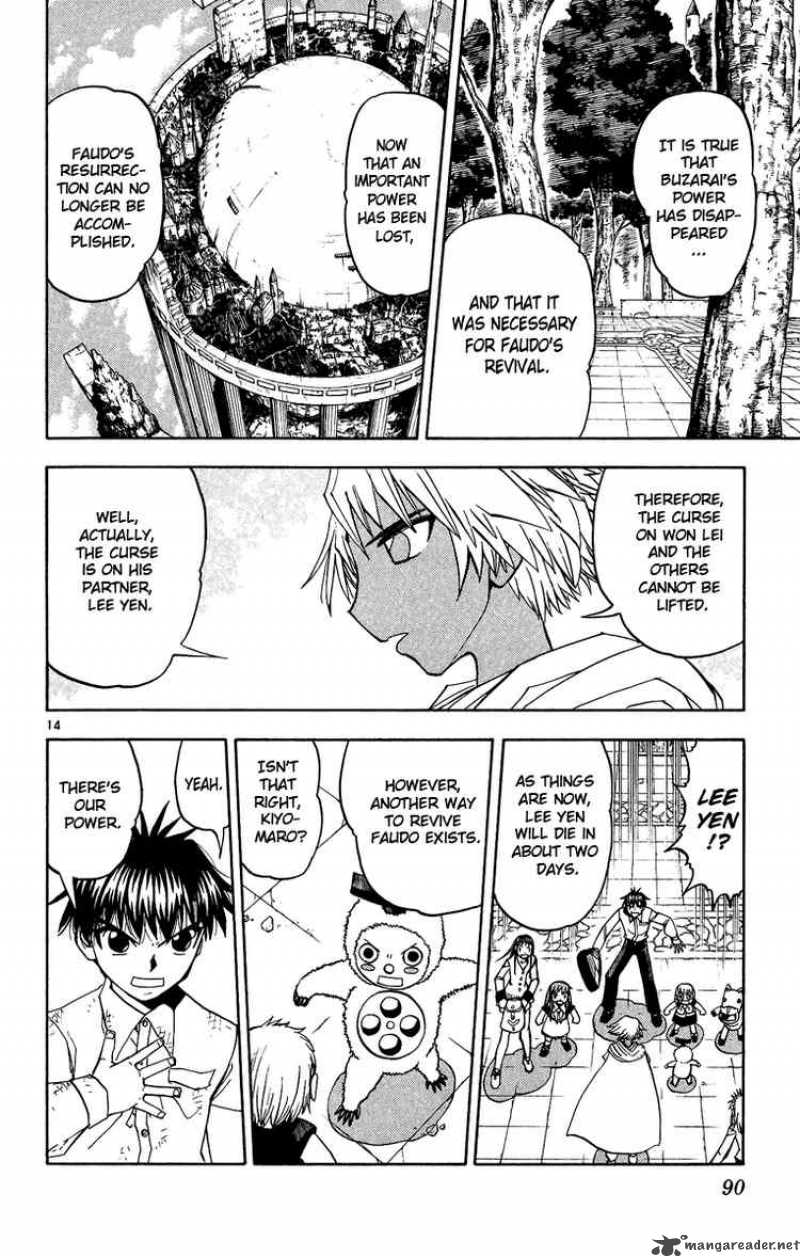 IT IS TRUE
THAT
BUZARAI'S
POWER
HAS DISAP-
PEARED
...
AND THAT IT
WAS NECESSARY
FOR FAUDO'S
REVIVAL.
NOW
THAT AN
IMPORTANT
POWER
HAS BEEN
LOST,
FAUDO'S
RESURREC-
TION CAN NO
LONGER BE
ACCOM-
PLISHED.
THEREFORE,
THE CURSE
ON WON LEI
AND THE
OTHERS
CANNOT BE
LIFTED.
WELL,
ACTUALLY,
THE CURSE
IS ON HIS
PARTNER,
LEE YEN.
14
LEE
YEN
!?
AS THINGS
ARE NOW,
LEE YEN
WILL DIE IN
ABOUT TWO
DAYS.
HOWEVER,
ANOTHER WAY
TO REVIVE
FAUDO EXISTS.
ISN'T
THAT
RIGHT,
KIYO-
MARO?
YEAH.
THERE'S
OUR
POWER.
90
mangareader.net